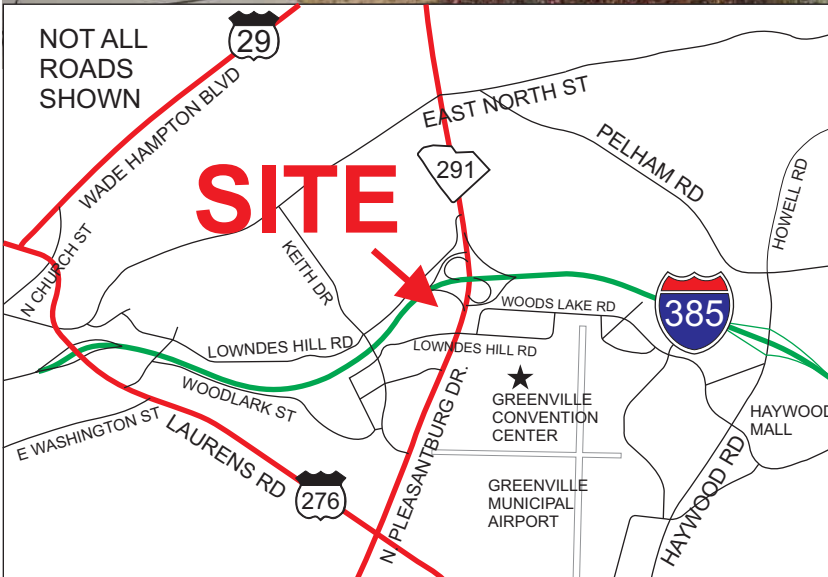 NOT ALL
ROADS
SHOWN
29
WADE HAMPTON BLVD
EAST NORTH ST
PELHAM RD
HOWELL RD
291
SITE
N CHURCH ST
KEITH DR
WOODS LAKE RD
385
LOWNDES HILL RD
LOWNDES HILL RD
WOODLARK ST
GREENVILLE
CONVENTION
CENTER
HAYWOOD
MALL
E WASHINGTON ST
LAURENS RD
276
N. PLEASANTBURG DR.
GREENVILLE
MUNICIPAL
AIRPORT
HAYWOOD RD